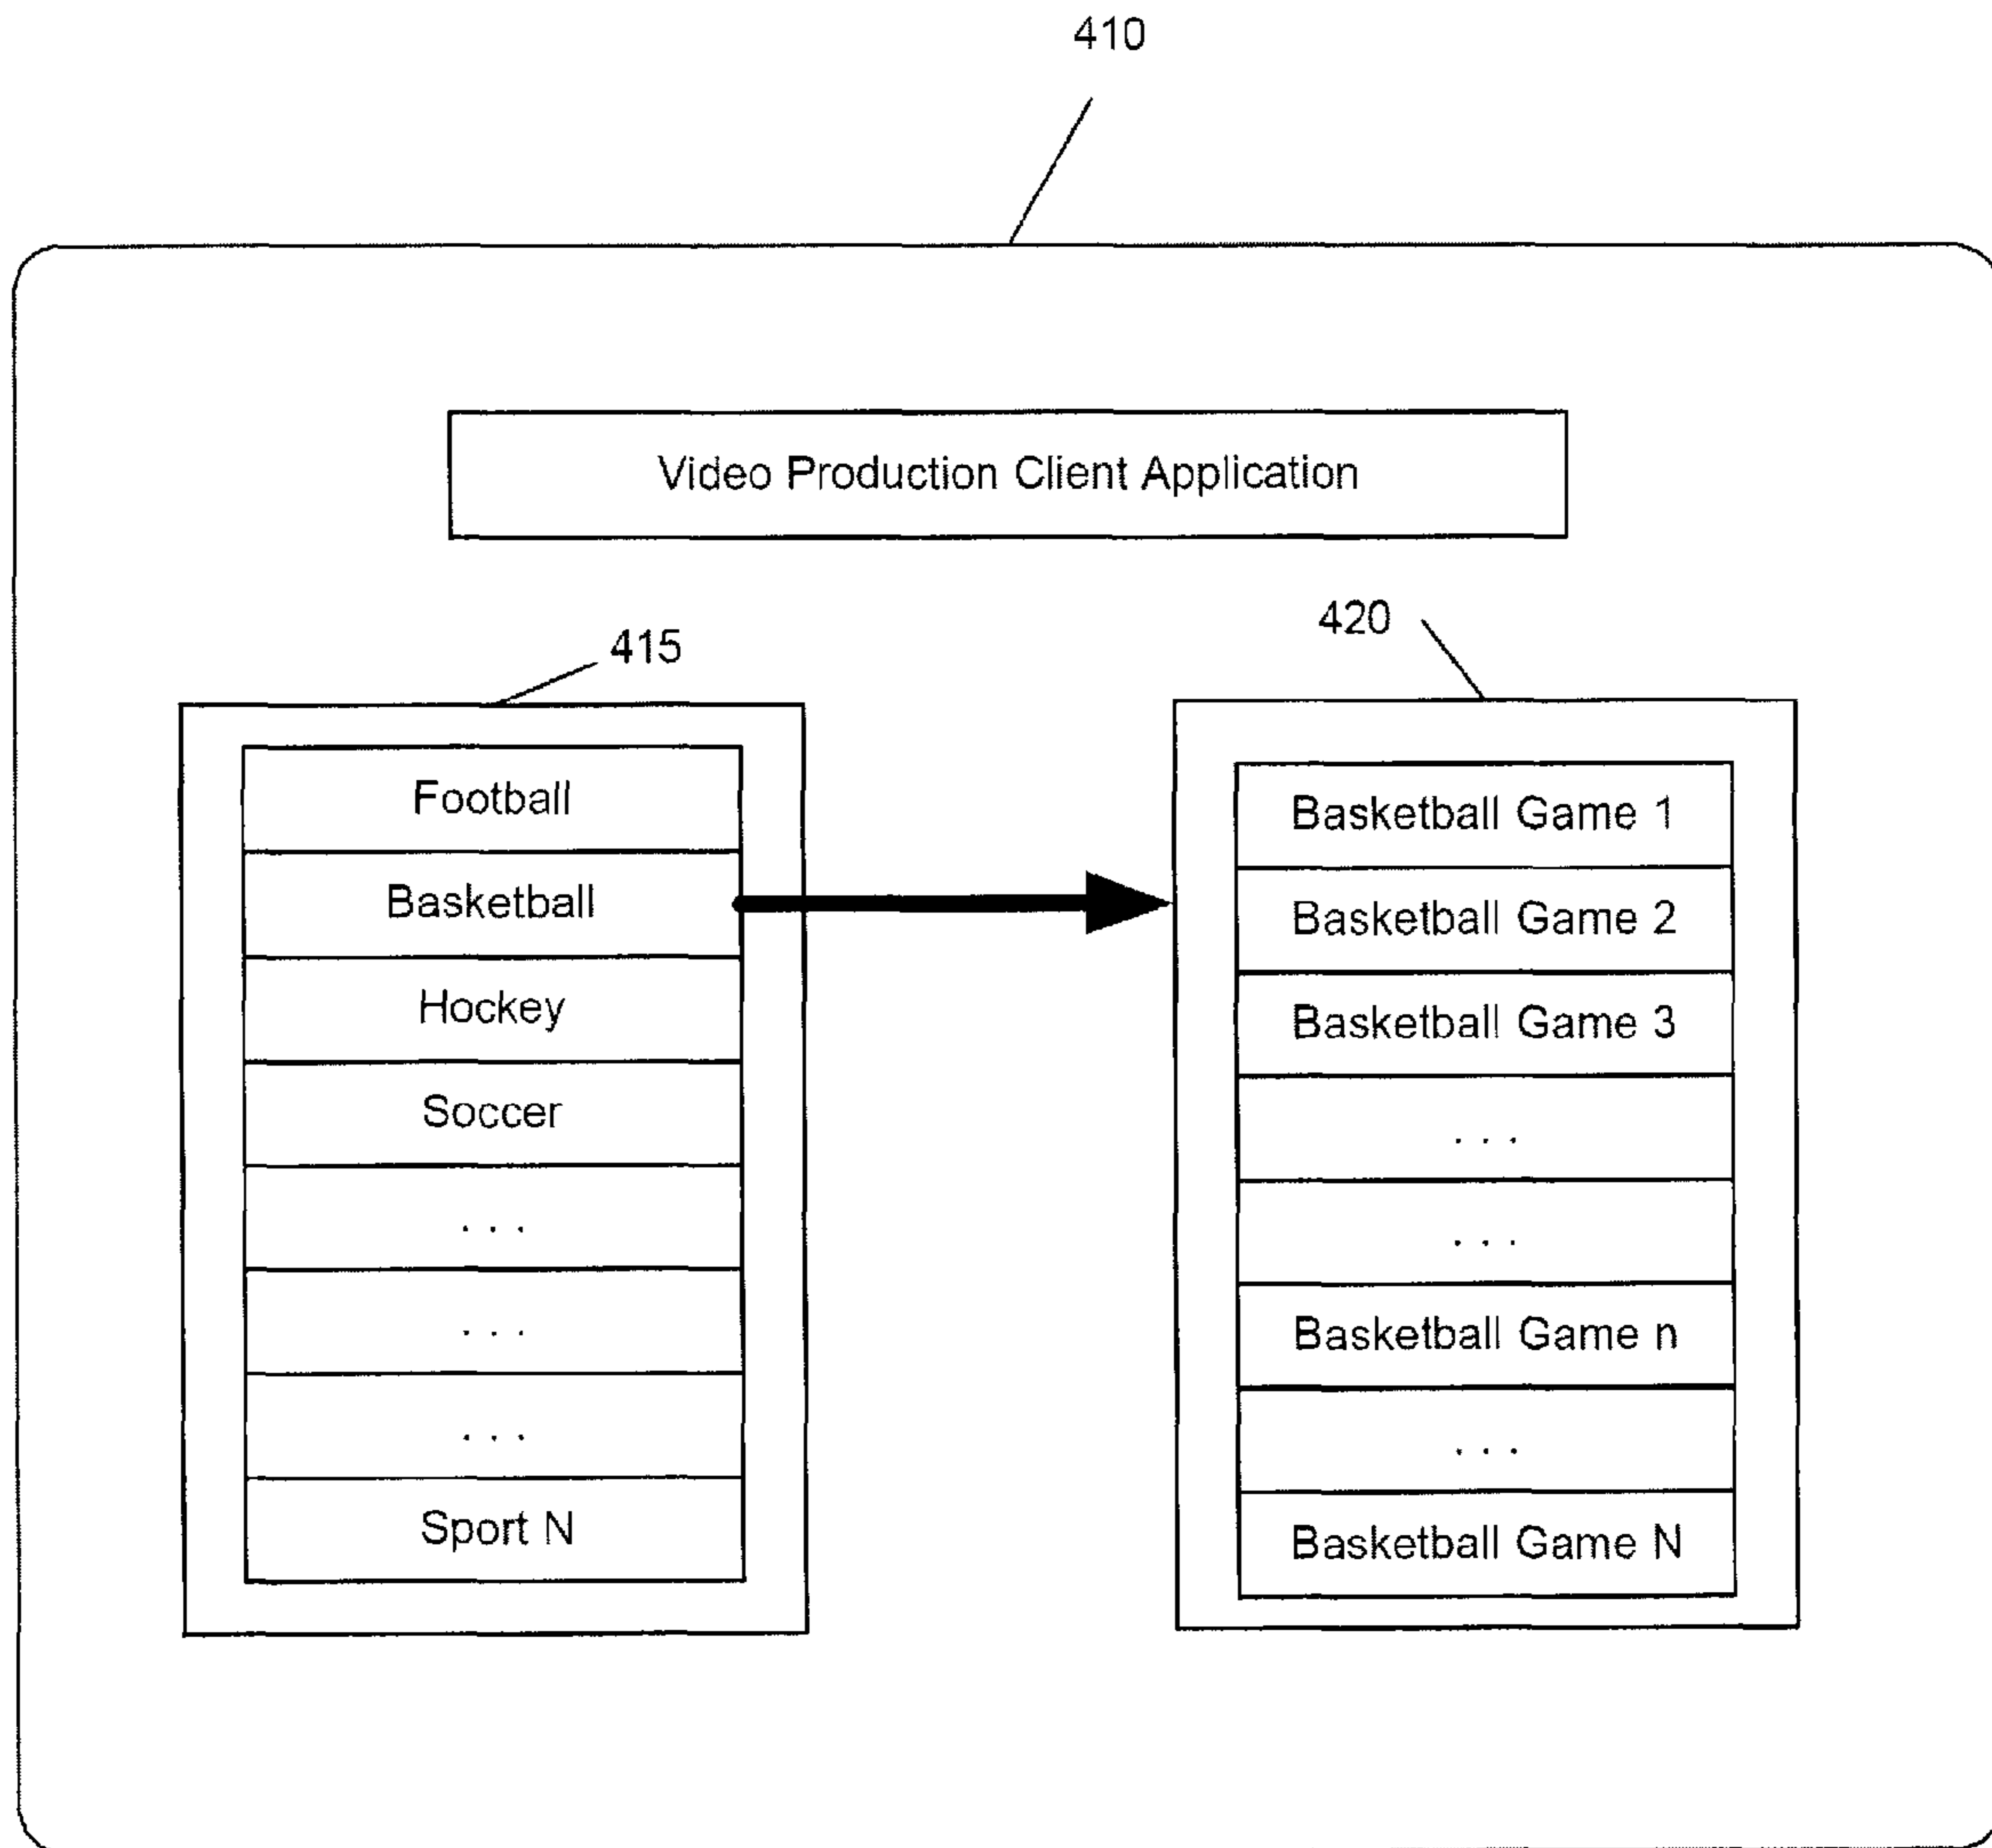 410
Video Production Client Application
415
420
Football
Basketball
Hockey
Soccer
. . .
. . .
. . .
Sport N
Basketball Game 1
Basketball Game 2
Basketball Game 3
. . .
. . .
Basketball Game n
. . .
Basketball Game N